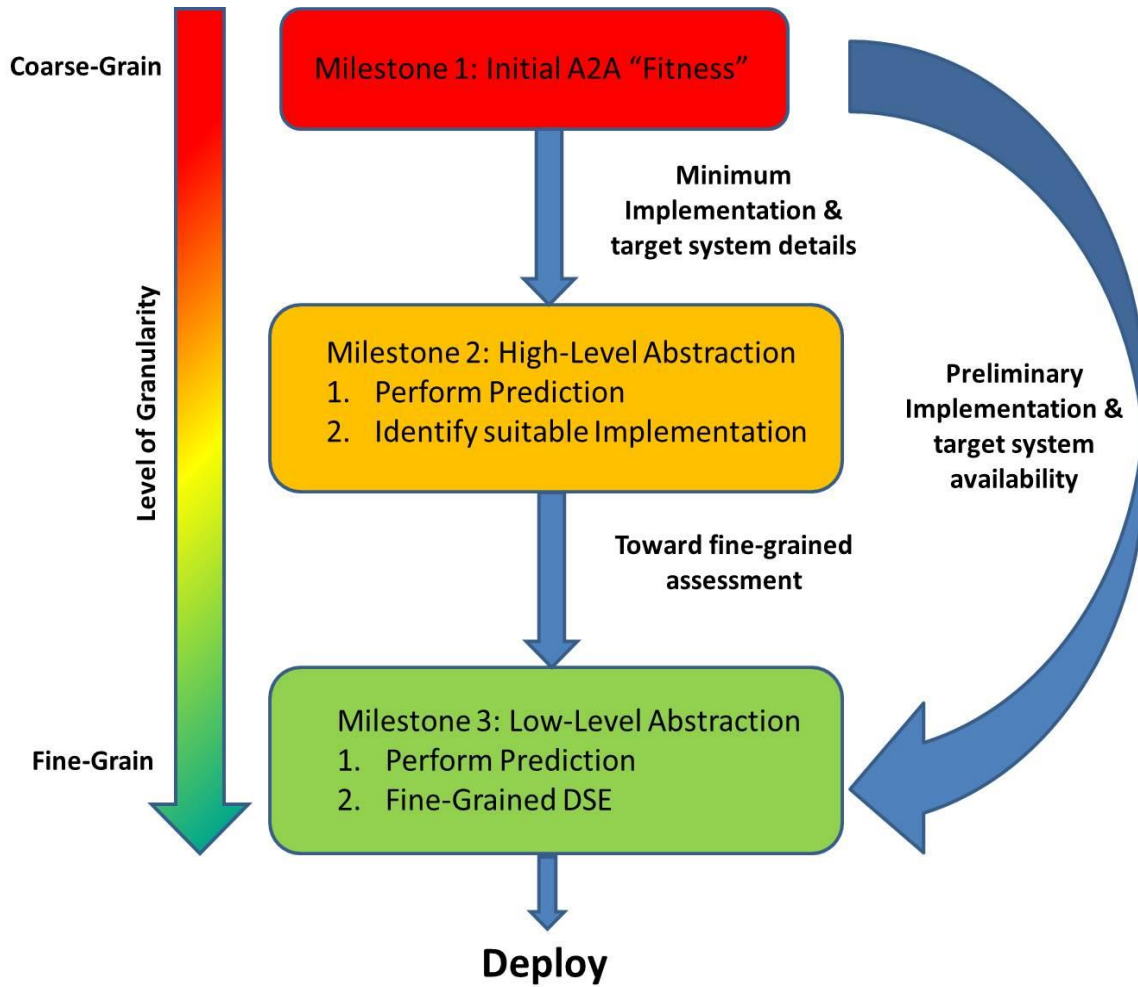 Coarse-Grain
Milestone 1: Initial A2A “Fitness”
Minimum
Implementation &
target system details
Level of Granularity
Milestone 2: High-Level Abstraction
1. Perform Prediction
2. Identify suitable Implementation
Preliminary
Implementation &
target system
availability
Toward fine-grained
assessment
Fine-Grain
Milestone 3: Low-Level Abstraction
1. Perform Prediction
2. Fine-Grained DSE
Deploy